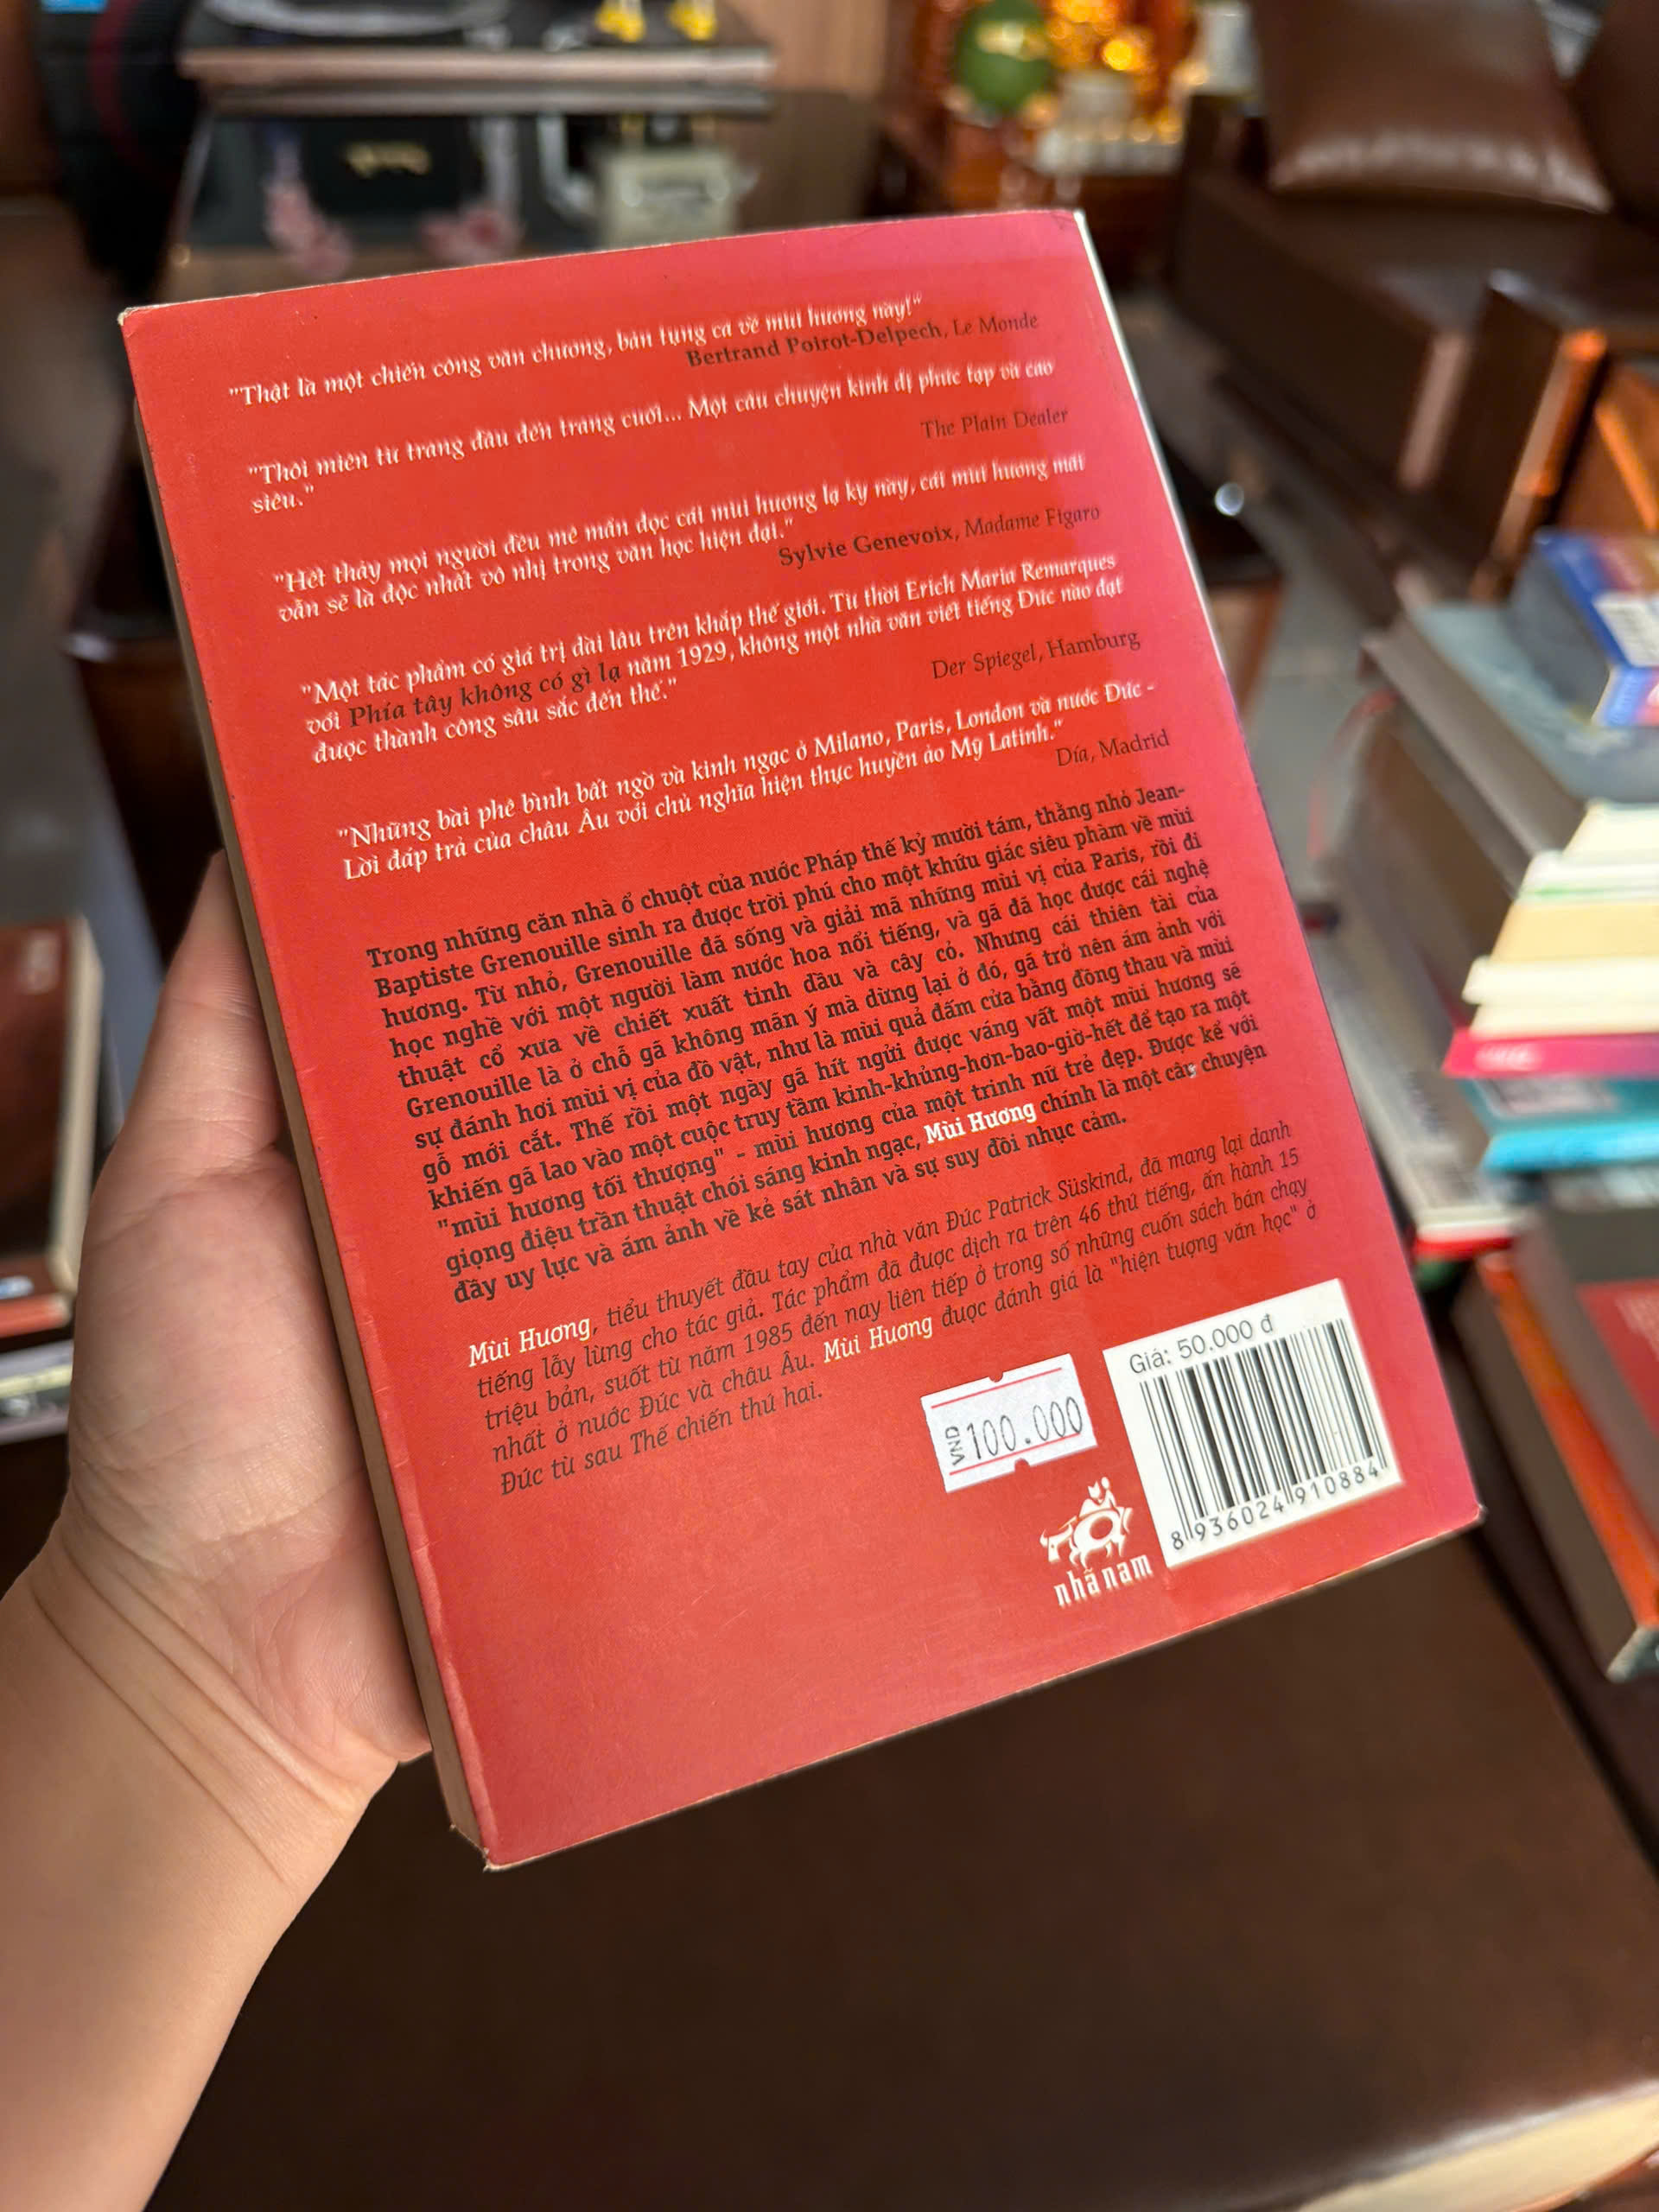 "Thật là một chiến công văn chương, bản tụng ca về mùi hương này!"
Bertrand Poirot-Delpech, Le Monde
"Thôi miên từ trang đầu đến trang cuối... Một câu chuyện kinh dị phức tạp và cao
siêu."
The Plain Dealer
"Hết thảy mọi người đều mê mẩn đọc cái mùi hương lạ kỳ này, cái mùi hương mãi
vẫn sẽ là độc nhất vô nhị trong văn học hiện đại."
Sylvie Genevoix, Madame Figaro
"Một tác phẩm có giá trị dài lâu trên khắp thế giới. Từ thời Erich Maria Remarques
với Phía tây không có gì lạ năm 1929, không một nhà văn viết tiếng Đức nào đạt
được thành công sâu sắc đến thế."
Der Spiegel, Hamburg
"Những bài phê bình bất ngờ và kinh ngạc ở Milano, Paris, London và nước Đức -
Lời đáp trả của châu Âu với chủ nghĩa hiện thực huyền ảo Mỹ Latinh."
Día, Madrid
Trong những căn nhà ổ chuột của nước Pháp thế kỷ mười tám, thằng nhỏ Jean-
Baptiste Grenouille sinh ra được trời phú cho một khứu giác siêu phàm về mùi
hương. Từ nhỏ, Grenouille đã sống và giải mã những mùi vị của Paris, rồi đi
học nghề với một người làm nước hoa nổi tiếng, và gã đã học được cái nghệ
thuật cổ xưa về chiết xuất tinh dầu và cây cỏ. Nhưng cái thiên tài của
Grenouille là ở chỗ gã không mãn ý mà dừng lại ở đó, gã trở nên ám ảnh với
sự đánh hơi mùi vị của đồ vật, như là mùi quả đấm cửa bằng đồng thau và mùi
gỗ mới cắt. Thế rồi một ngày gã hít ngửi được váng vất một mùi hương sẽ
khiến gã lao vào một cuộc truy tầm kinh-khủng-hơn-bao-giờ-hết để tạo ra một
"mùi hương tối thượng" - mùi hương của một trinh nữ trẻ đẹp. Được kể với
giọng điệu trần thuật chói sáng kinh ngạc, Mùi Hương chính là một câu chuyện
đầy uy lực và ám ảnh về kẻ sát nhân và sự suy đồi nhục cảm.
Mùi Hương, tiểu thuyết đầu tay của nhà văn Đức Patrick Süskind, đã mang lại danh
tiếng lẫy lừng cho tác giả. Tác phẩm đã được dịch ra trên 46 thứ tiếng, ấn hành 15
triệu bản, suốt từ năm 1985 đến nay liên tiếp ở trong số những cuốn sách bán chạy
nhất ở nước Đức và châu Âu. Mùi Hương được đánh giá là "hiện tượng văn học" ở
Đức từ sau Thế chiến thứ hai.
Giá: 50.000 đ
VND 100.000
8 936024 910884
nhã nam